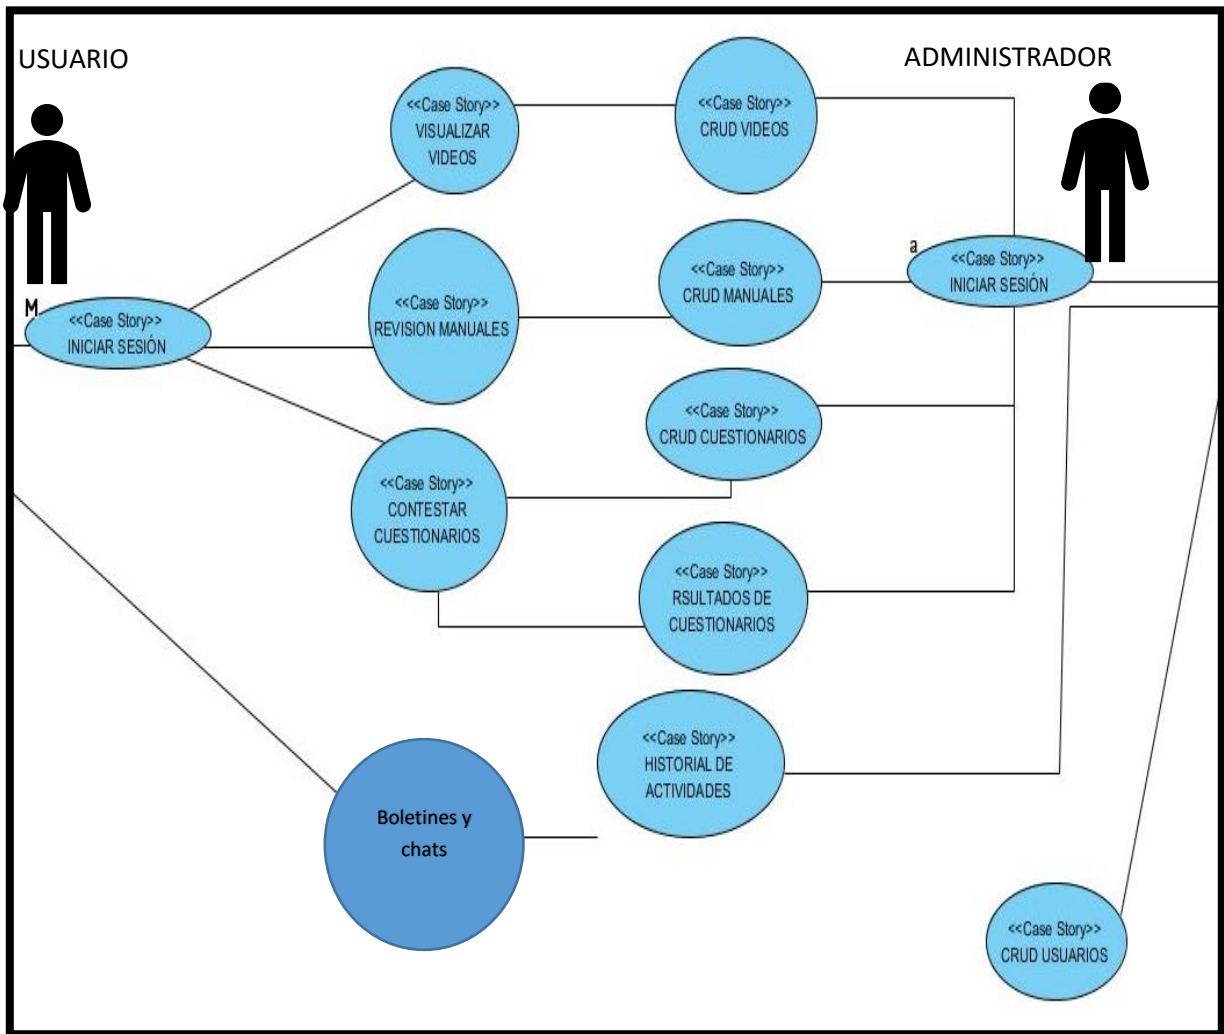 USUARIO
ADMINISTRADOR
<<Case Story>>
VISUALIZAR
VIDEOS
<<Case Story>>
CRUD VIDEOS
<<Case Story>>
REVISION MANUALES
<<Case Story>>
CRUD MANUALES
a
<<Case Story>>
INICIAR SESIÓN
M
<<Case Story>>
INICIAR SESIÓN
<<Case Story>>
CRUD CUESTIONARIOS
<<Case Story>>
CONTESTAR
CUESTIONARIOS
<<Case Story>>
RSULTADOS DE
CUESTIONARIOS
<<Case Story>>
HISTORIAL DE
ACTIVIDADES
Boletines y
chats
<<Case Story>>
CRUD USUARIOS